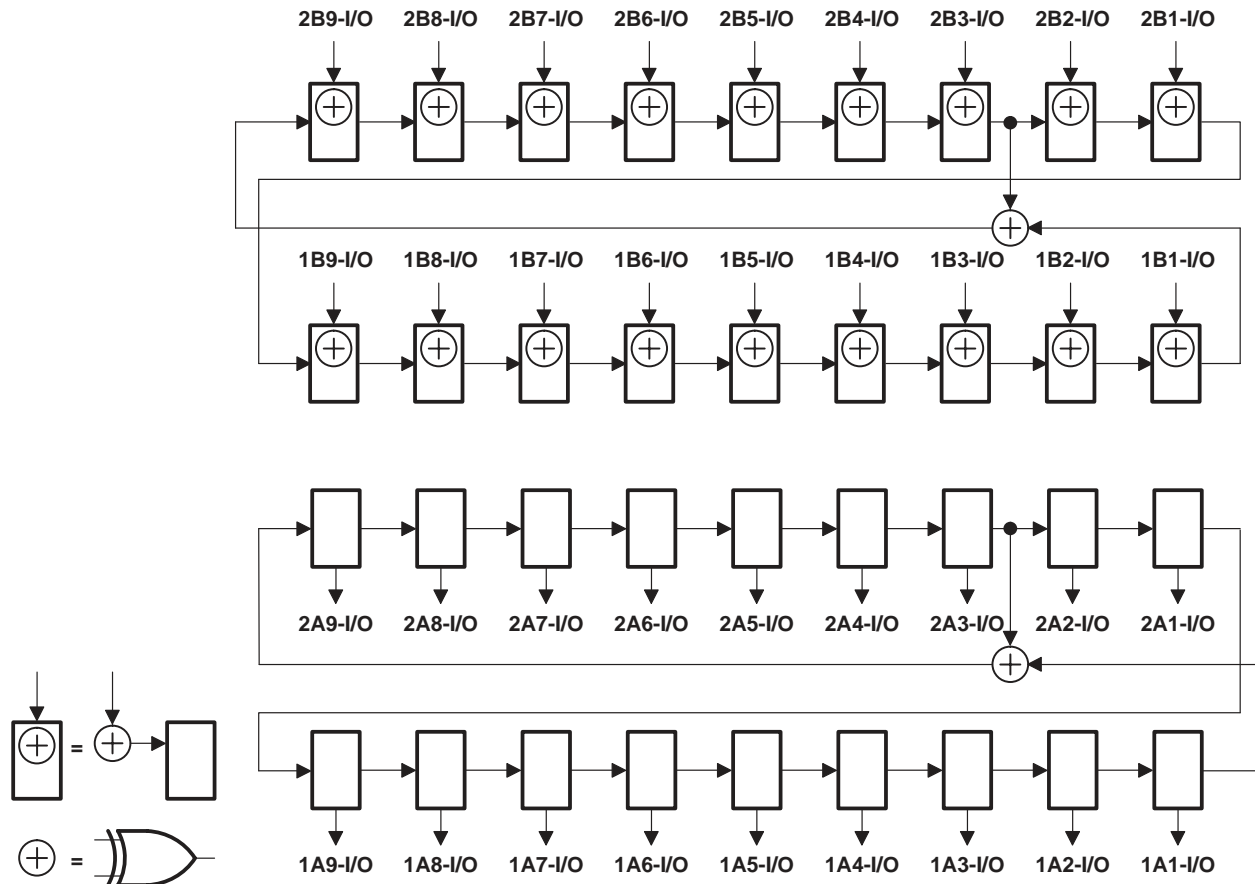 2B9-I/O 2B8-I/O 2B7-I/O 2B6-I/O 2B5-I/O 2B4-I/O 2B3-I/O 2B2-I/O 2B1-I/O
1B9-I/O 1B8-I/O 1B7-I/O 1B6-I/O 1B5-I/O 1B4-I/O 1B3-I/O 1B2-I/O 1B1-I/O
2A9-I/O 2A8-I/O 2A7-I/O 2A6-I/O 2A5-I/O 2A4-I/O 2A3-I/O 2A2-I/O 2A1-I/O
=
=
1A9-I/O 1A8-I/O 1A7-I/O 1A6-I/O 1A5-I/O 1A4-I/O 1A3-I/O 1A2-I/O 1A1-I/O